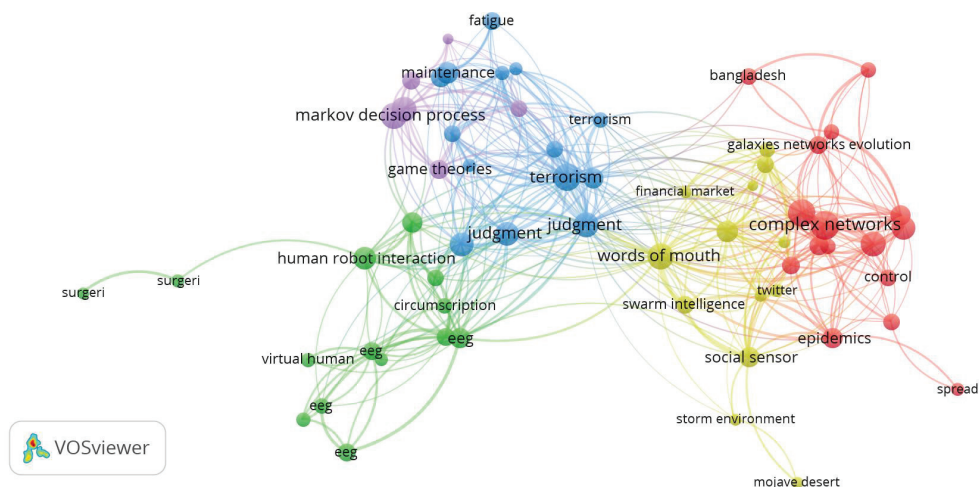 fatigue
maintenance
bangladesh
markov decision process
terrorism
galaxies networks evolution
game theories
terrorism
financial market
complex networks
judgment
judgment
human robot interaction
words of mouth
surgeri
surgeri
control
twitter
circumscription
swarm intelligence
eeg
epidemics
virtual human
eeg
social sensor
spread
eeg
storm environment
eeg
VOSviewer
mojave desert